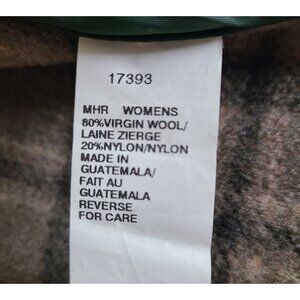 17393
MHR WOMENS
80%VIRGIN WOOL/
LAINE ZIERGE
20%NYLON/NYLON
MADE IN
GUATEMALA/
FAIT AU
GUATEMALA
REVERSE
FOR CARE